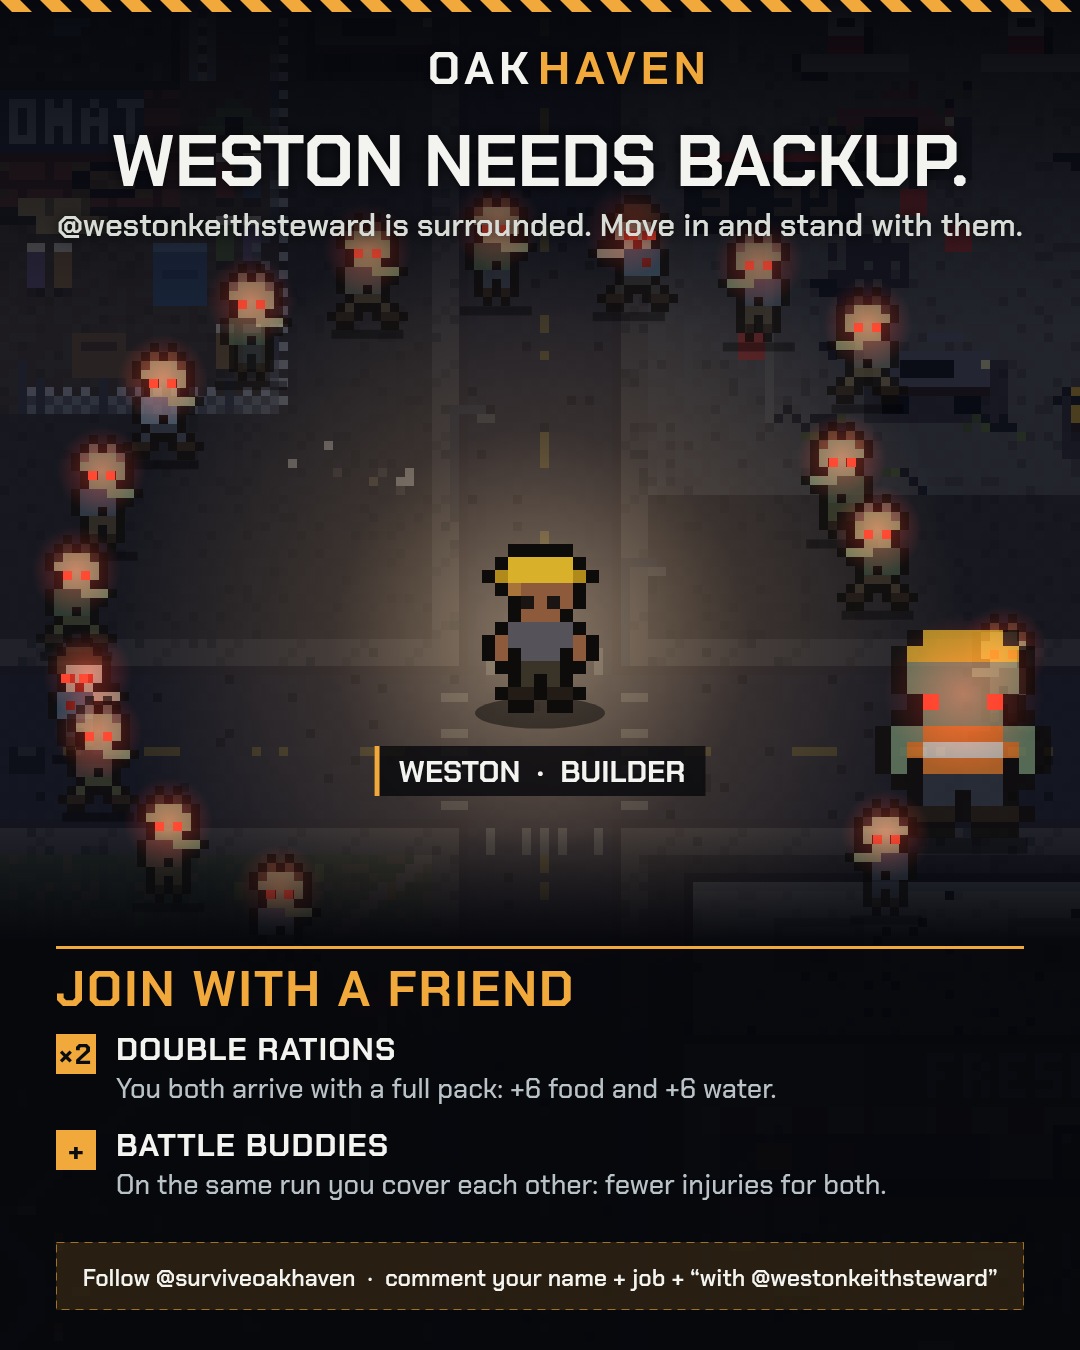 OAKHAVEN
OMAT
WESTON NEEDS BACKUP.
@westonkeithsteward is surrounded. Move in and stand with them.
WESTON · BUILDER
JOIN WITH A FRIEND
×2 DOUBLE RATIONS
You both arrive with a full pack: +6 food and +6 water.
+ BATTLE BUDDIES
On the same run you cover each other: fewer injuries for both.
Follow @surviveoakhaven · comment your name + job + “with @westonkeithsteward”